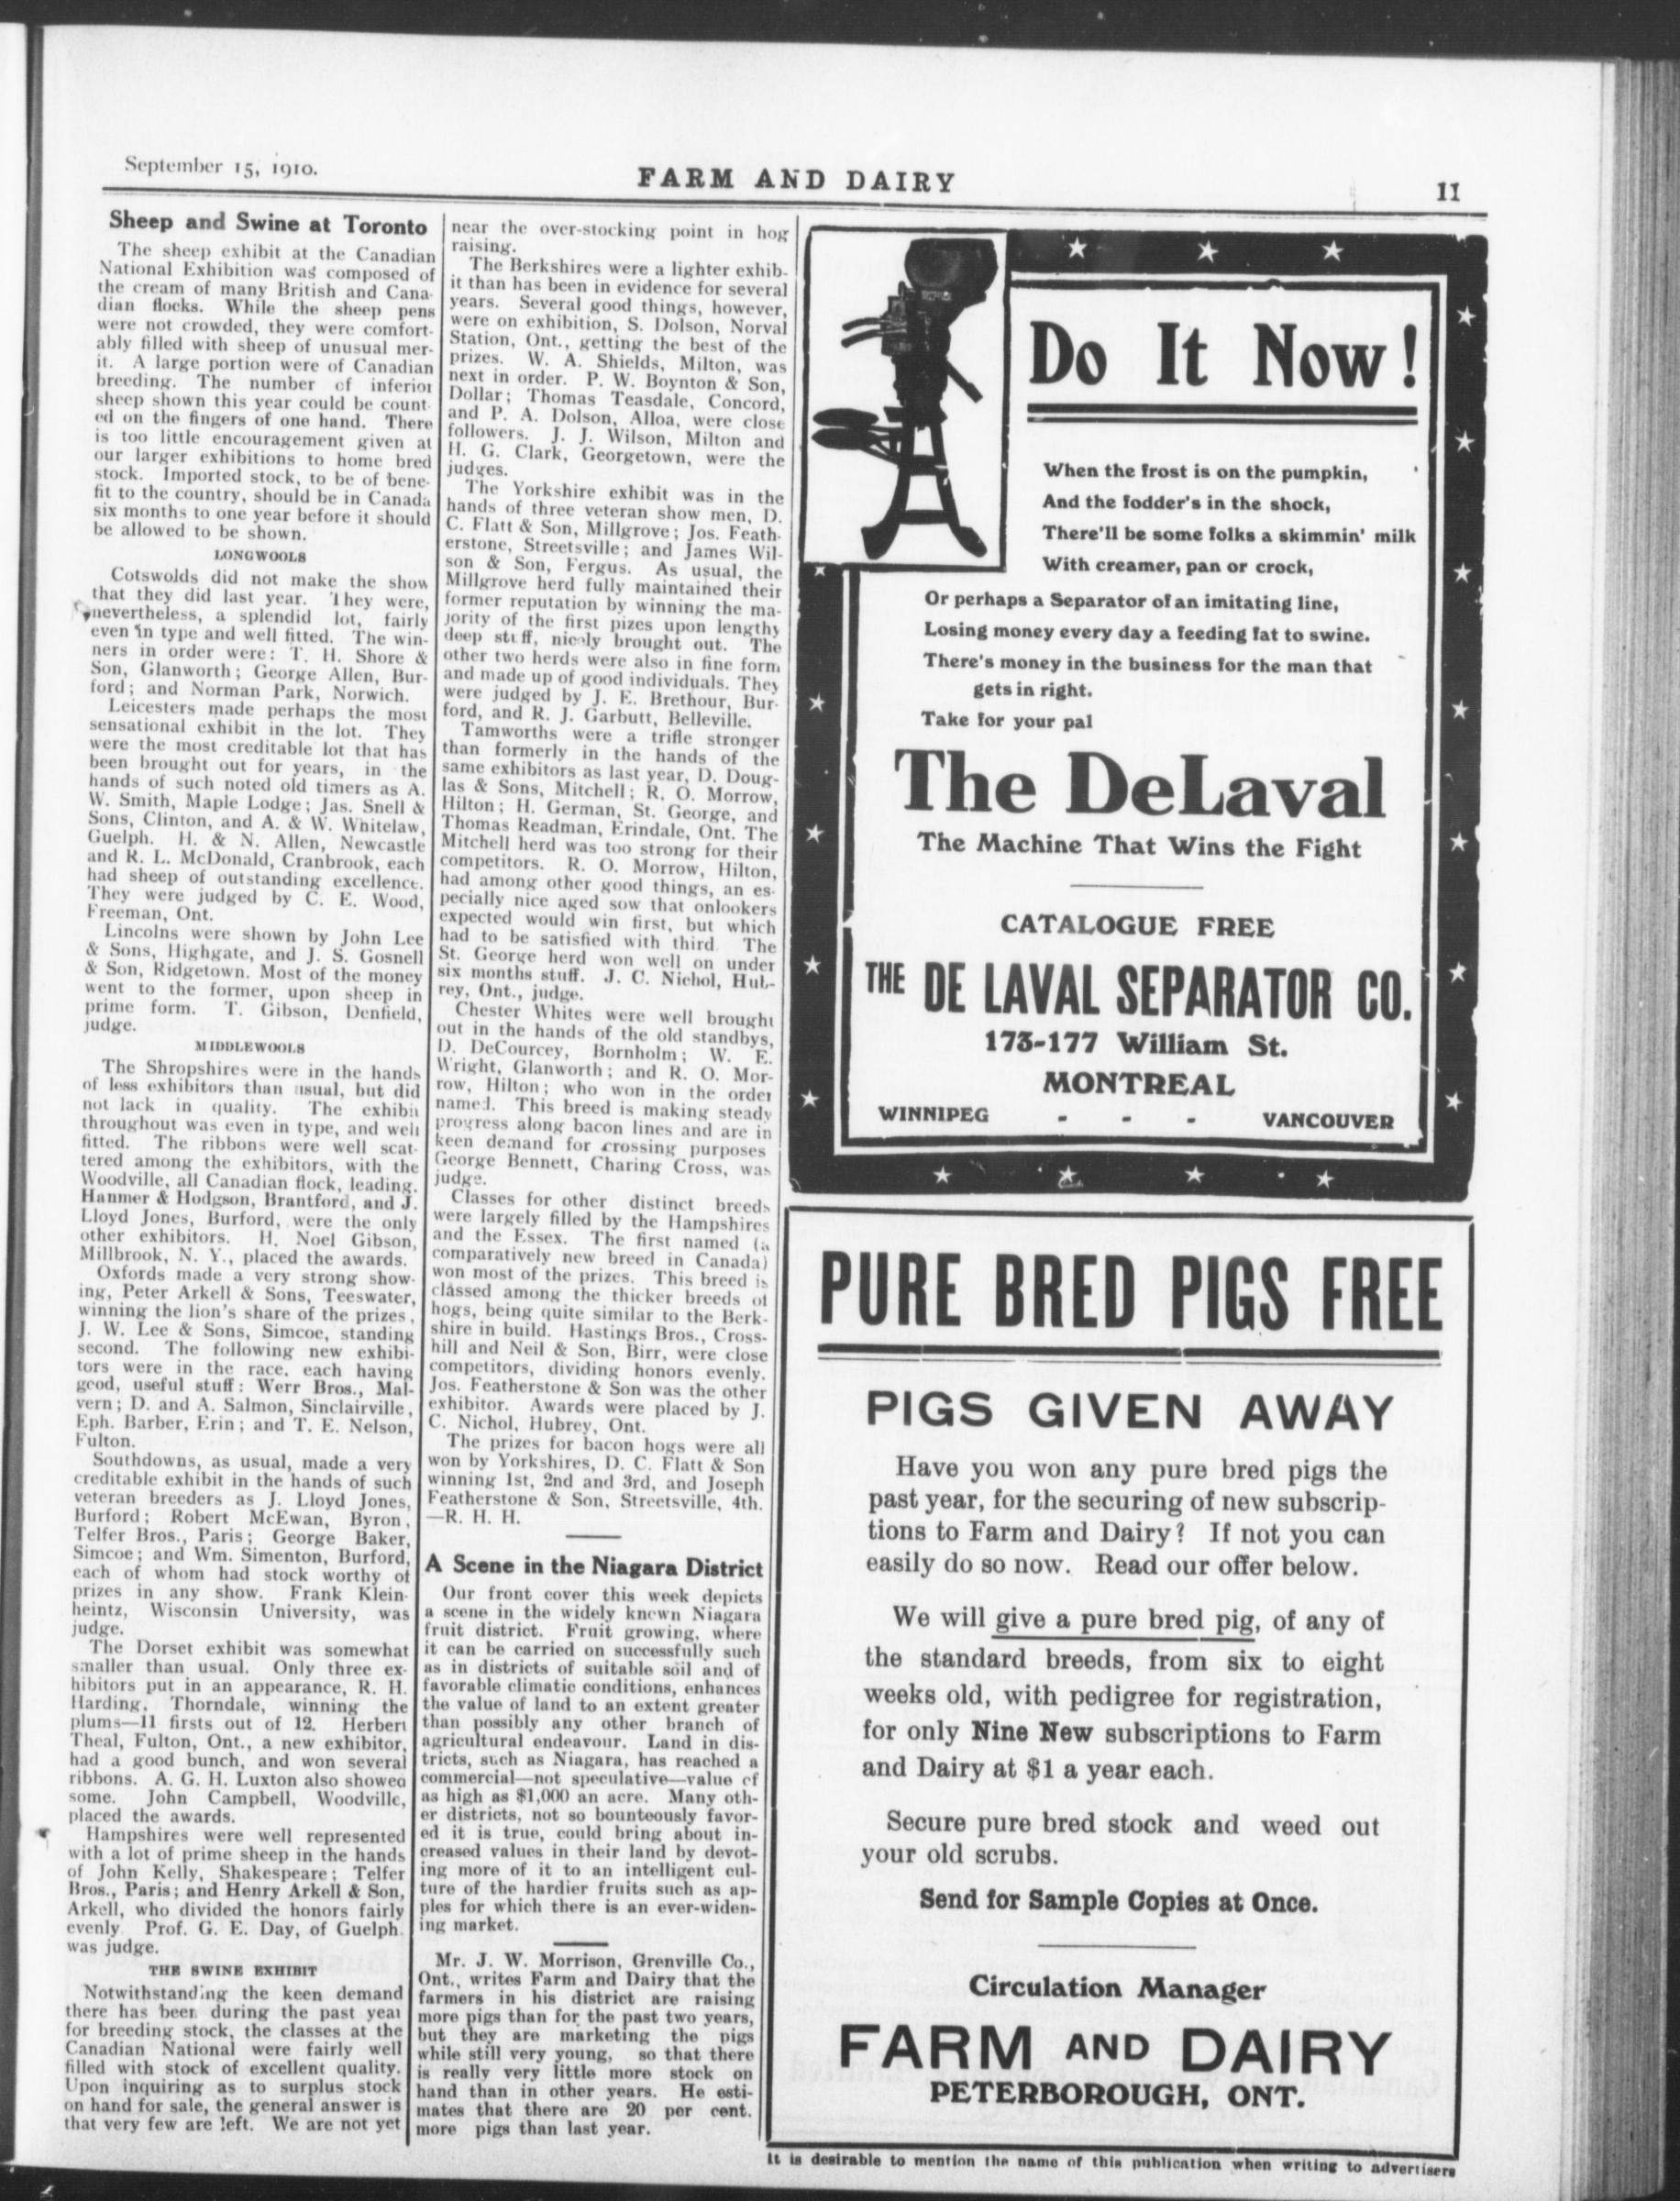 September 15, 1910.
FARM AND DAIRY
11
Sheep and Swine at Toronto
The sheep exhibit at the Canadian
National Exhibition was composed of
the cream of many British and Cana-
dian flocks. While the sheep pens
were not crowded, they were comfort-
ably filled with sheep of unusual mer-
it. A large portion were of Canadian
breeding. The number of inferior
sheep shown this year could be count-
ed on the fingers of one hand. There
is too little encouragement given at
our larger exhibitions to home bred
stock. Imported stock, to be of bene-
fit to the country, should be in Canada
six months to one year before it should
be allowed to be shown.
LONGWOOLS
Cotswolds did not make the show
that they did last year. They were,
nevertheless, a splendid lot, fairly
even in type and well fitted. The win-
ners in order were: T. H. Shore &
Son, Glanworth; George Allen, Bur-
ford; and Norman Park, Norwich.
Leicesters made perhaps the most
sensational exhibit in the lot. They
were the most creditable lot that has
been brought out for years, in the
hands of such noted old timers as A.
W. Smith, Maple Lodge; Jas. Snell &
Sons, Clinton, and A. & W. Whitelaw,
Guelph. H. & N. Allen, Newcastle
and R. L. McDonald, Cranbrook, each
had sheep of outstanding excellence.
They were judged by C. E. Wood,
Freeman, Ont.
Lincolns were shown by John Lee
& Sons, Highgate, and J. S. Gosnell
& Son, Ridgetown. Most of the money
went to the former, upon sheep in
prime form. T. Gibson, Denfield,
judge.
MIDDLEWOOLS
The Shropshires were in the hands
of less exhibitors than usual, but did
not lack in quality. The exhibit
throughout was even in type, and well
fitted. The ribbons were well scat-
tered among the exhibitors, with the
Woodville, all Canadian flock, leading.
Hanmer & Hodgson, Brantford, and J.
Lloyd Jones, Burford, were the only
other exhibitors. H. Noel Gibson,
Millbrook, N. Y., placed the awards.
Oxfords made a very strong show-
ing, Peter Arkell & Sons, Teeswater,
winning the lion's share of the prizes,
J. W. Lee & Sons, Simcoe, standing
second. The following new exhibi-
tors were in the race, each having
good, useful stuff: Werr Bros., Mal-
vern; D. and A. Salmon, Sinclairville,
Eph. Barber, Erin; and T. E. Nelson,
Fulton.
Southdowns, as usual, made a very
creditable exhibit in the hands of such
veteran breeders as J. Lloyd Jones,
Burford; Robert McEwan, Byron,
Telfer Bros., Paris; George Baker,
Simcoe; and Wm. Simenton, Burford,
each of whom had stock worthy of
prizes in any show. Frank Klein-
heintz, Wisconsin University, was
judge.
The Dorset exhibit was somewhat
smaller than usual. Only three ex-
hibitors put in an appearance, R. H.
Harding, Thorndale, winning the
plums—11 firsts out of 12. Herbert
Theal, Fulton, Ont., a new exhibitor,
had a good bunch, and won several
ribbons. A. G. H. Luxton also showed
some. John Campbell, Woodville,
placed the awards.
Hampshires were well represented
with a lot of prime sheep in the hands
of John Kelly, Shakespeare; Telfer
Bros., Paris; and Henry Arkell & Son,
Arkell, who divided the honors fairly
evenly Prof. G. E. Day, of Guelph.
was judge.
THE SWINE EXHIBIT
Notwithstanding the keen demand
there has been during the past year
for breeding stock, the classes at the
Canadian National were fairly well
filled with stock of excellent quality.
Upon inquiring as to surplus stock
on hand for sale, the general answer is
that very few are left. We are not yet
near the over-stocking point in hog
raising.
The Berkshires were a lighter exhib-
it than has been in evidence for several
years. Several good things, however,
were on exhibition, S. Dolson, Norval
Station, Ont., getting the best of the
prizes. W. A. Shields, Milton, was
next in order. P. W. Boynton & Son,
Dollar; Thomas Teasdale, Concord,
and P. A. Dolson, Alloa, were close
followers. J. J. Wilson, Milton and
H. G. Clark, Georgetown, were the
judges.
The Yorkshire exhibit was in the
hands of three veteran show men, D.
C. Flatt & Son, Millgrove; Jos. Feath-
erstone, Streetsville; and James Wil-
son & Son, Fergus. As usual, the
Millgrove herd fully maintained their
former reputation by winning the ma-
jority of the first pizes upon lengthy
deep stuff, nicely brought out. The
other two herds were also in fine form
and made up of good individuals. They
were judged by J. E. Brethour, Bur-
ford, and R. J. Garbutt, Belleville.
Tamworths were a trifle stronger
than formerly in the hands of the
same exhibitors as last year, D. Doug-
las & Sons, Mitchell; R. O. Morrow,
Hilton; H. German, St. George, and
Thomas Readman, Erindale, Ont. The
Mitchell herd was too strong for their
competitors. R. O. Morrow, Hilton,
had among other good things, an es-
pecially nice aged sow that onlookers
expected would win first, but which
had to be satisfied with third. The
St. George herd won well on under
six months stuff. J. C. Nichol, Hub-
rey, Ont., judge.
Chester Whites were well brought
out in the hands of the old standbys,
D. DeCourcey, Bornholm; W. E.
Wright, Glanworth; and R. O. Mor-
row, Hilton; who won in the order
named. This breed is making steady
progress along bacon lines and are in
keen demand for crossing purposes
George Bennett, Charing Cross, was
judge.
Classes for other distinct breeds
were largely filled by the Hampshires
and the Essex. The first named (a
comparatively new breed in Canada)
won most of the prizes. This breed is
classed among the thicker breeds of
hogs, being quite similar to the Berk-
shire in build. Hastings Bros., Cross-
hill and Neil & Son, Birr, were close
competitors, dividing honors evenly.
Jos. Featherstone & Son was the other
exhibitor. Awards were placed by J.
C. Nichol, Hubrey, Ont.
The prizes for bacon hogs were all
won by Yorkshires, D. C. Flatt & Son
winning 1st, 2nd and 3rd, and Joseph
Featherstone & Son, Streetsville, 4th.
—R. H. H.
A Scene in the Niagara District
Our front cover this week depicts
a scene in the widely known Niagara
fruit district. Fruit growing, where
it can be carried on successfully such
as in districts of suitable soil and of
favorable climatic conditions, enhances
the value of land to an extent greater
than possibly any other branch of
agricultural endeavour. Land in dis-
tricts, such as Niagara, has reached a
commercial—not speculative—value of
as high as $1,000 an acre. Many oth-
er districts, not so bounteously favor-
ed it is true, could bring about in-
creased values in their land by devot-
ing more of it to an intelligent cul-
ture of the hardier fruits such as ap-
ples for which there is an ever-widen-
ing market.
Mr. J. W. Morrison, Grenville Co.,
Ont., writes Farm and Dairy that the
farmers in his district are raising
more pigs than for the past two years,
but they are marketing the pigs
while still very young, so that there
is really very little more stock on
hand than in other years. He esti-
mates that there are 20 per cent.
more pigs than last year.
Do It Now!
When the frost is on the pumpkin,
And the fodder's in the shock,
There'll be some folks a skimmin' milk
With creamer, pan or crock,
Or perhaps a Separator of an imitating line,
Losing money every day a feeding fat to swine.
There's money in the business for the man that
gets in right.
Take for your pal
The DeLaval
The Machine That Wins the Fight
CATALOGUE FREE
THE DE LAVAL SEPARATOR CO.
173-177 William St.
MONTREAL
WINNIPEG - - - VANCOUVER
PURE BRED PIGS FREE
PIGS GIVEN AWAY
Have you won any pure bred pigs the
past year, for the securing of new subscrip-
tions to Farm and Dairy? If not you can
easily do so now. Read our offer below.
We will give a pure bred pig, of any of
the standard breeds, from six to eight
weeks old, with pedigree for registration,
for only Nine New subscriptions to Farm
and Dairy at $1 a year each.
Secure pure bred stock and weed out
your old scrubs.
Send for Sample Copies at Once.
Circulation Manager
FARM AND DAIRY
PETERBOROUGH, ONT.
It is desirable to mention the name of this publication when writing to advertisers